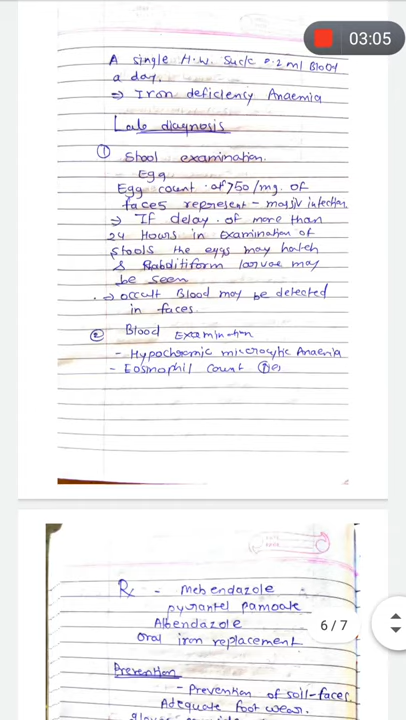 03:05
A single H.W. Suck 0.2 ml Blood
a day.
⇒ Iron deficiency Anaemia
Lab diagnosis
① Stool examination.
Egg
Egg count of 750/mg. of
faces represent - massiv infection
⇒ If delay of more than
24 Hours in Examination of
stools the eggs may hatch
& Rabditiform larvae may
be seen
⇒ occult Blood may be detected
in faces.
② Blood Examination
- Hypochromic microcytic Anaemia
- Eosnophil Count
Rx - Mebendazole
pyrantel pamoate
Albendazole
Oral iron replacement
6/7
Prevention
- Prevention of soil-faces
Adequate foot wear.